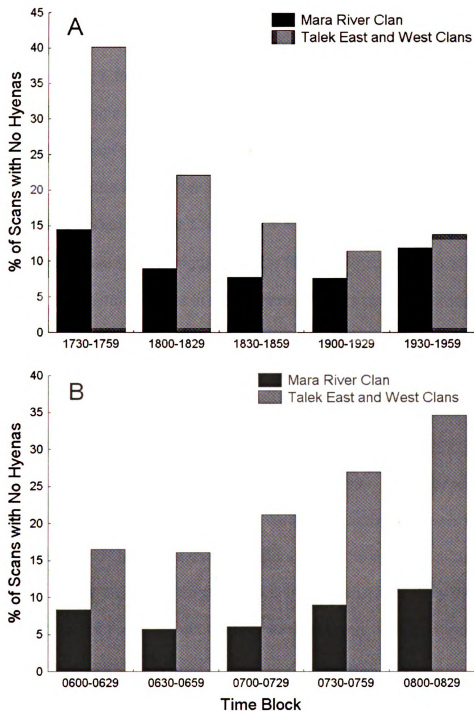 A
Mara River Clan
Talek East and West Clans
% of Scans with No Hyenas
45
40
35
30
25
20
15
10
5
0
1730-1759 1800-1829 1830-1859 1900-1929 1930-1959
B
Mara River Clan
Talek East and West Clans
% of Scans with No Hyenas
40
35
30
25
20
15
10
5
0
0600-0629 0630-0659 0700-0729 0730-0759 0800-0829
Time Block